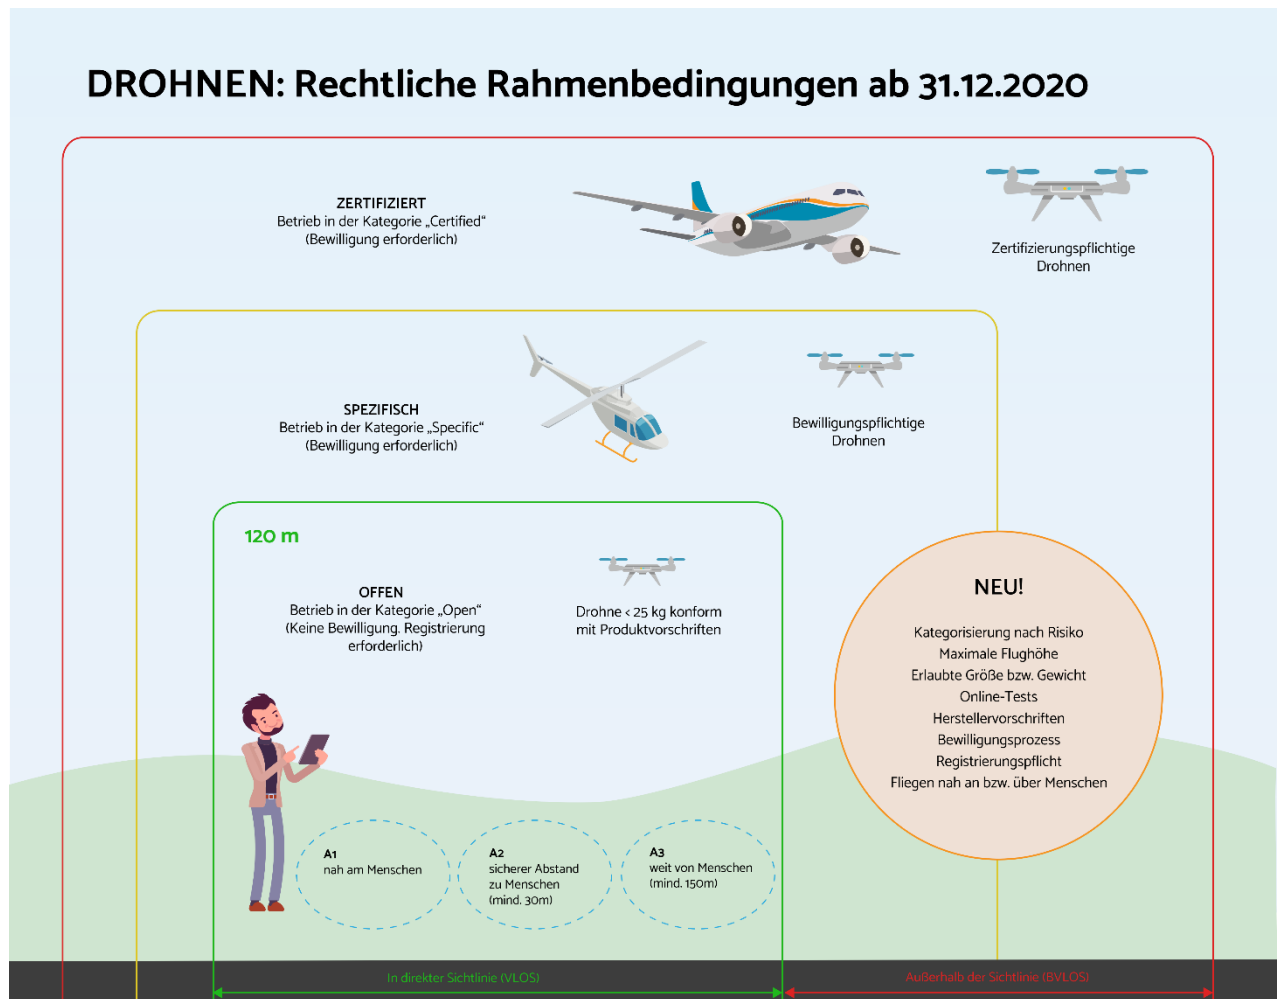 DROHNEN: Rechtliche Rahmenbedingungen ab 31.12.2020
ZERTIFIZIERT
Betrieb in der Kategorie „Certified“
(Bewilligung erforderlich)
Zertifizierungspflichtige
Drohnen
SPEZIFISCH
Betrieb in der Kategorie „Specific“
(Bewilligung erforderlich)
Bewilligungspflichtige
Drohnen
120 m
OFFEN
Betrieb in der Kategorie „Open“
(Keine Bewilligung. Registrierung
erforderlich)
Drohne < 25 kg konform
mit Produktvorschriften
NEU!
Kategorisierung nach Risiko
Maximale Flughöhe
Erlaubte Größe bzw. Gewicht
Online-Tests
Herstellervorschriften
Bewilligungsprozess
Registrierungspflicht
Fliegen nah an bzw. über Menschen
A1
nah am Menschen
A2
sicherer Abstand
zu Menschen
(mind. 30m)
A3
weit von Menschen
(mind. 150m)
In direkter Sichtlinie (VLOS)
Außerhalb der Sichtlinie (BVLOS)